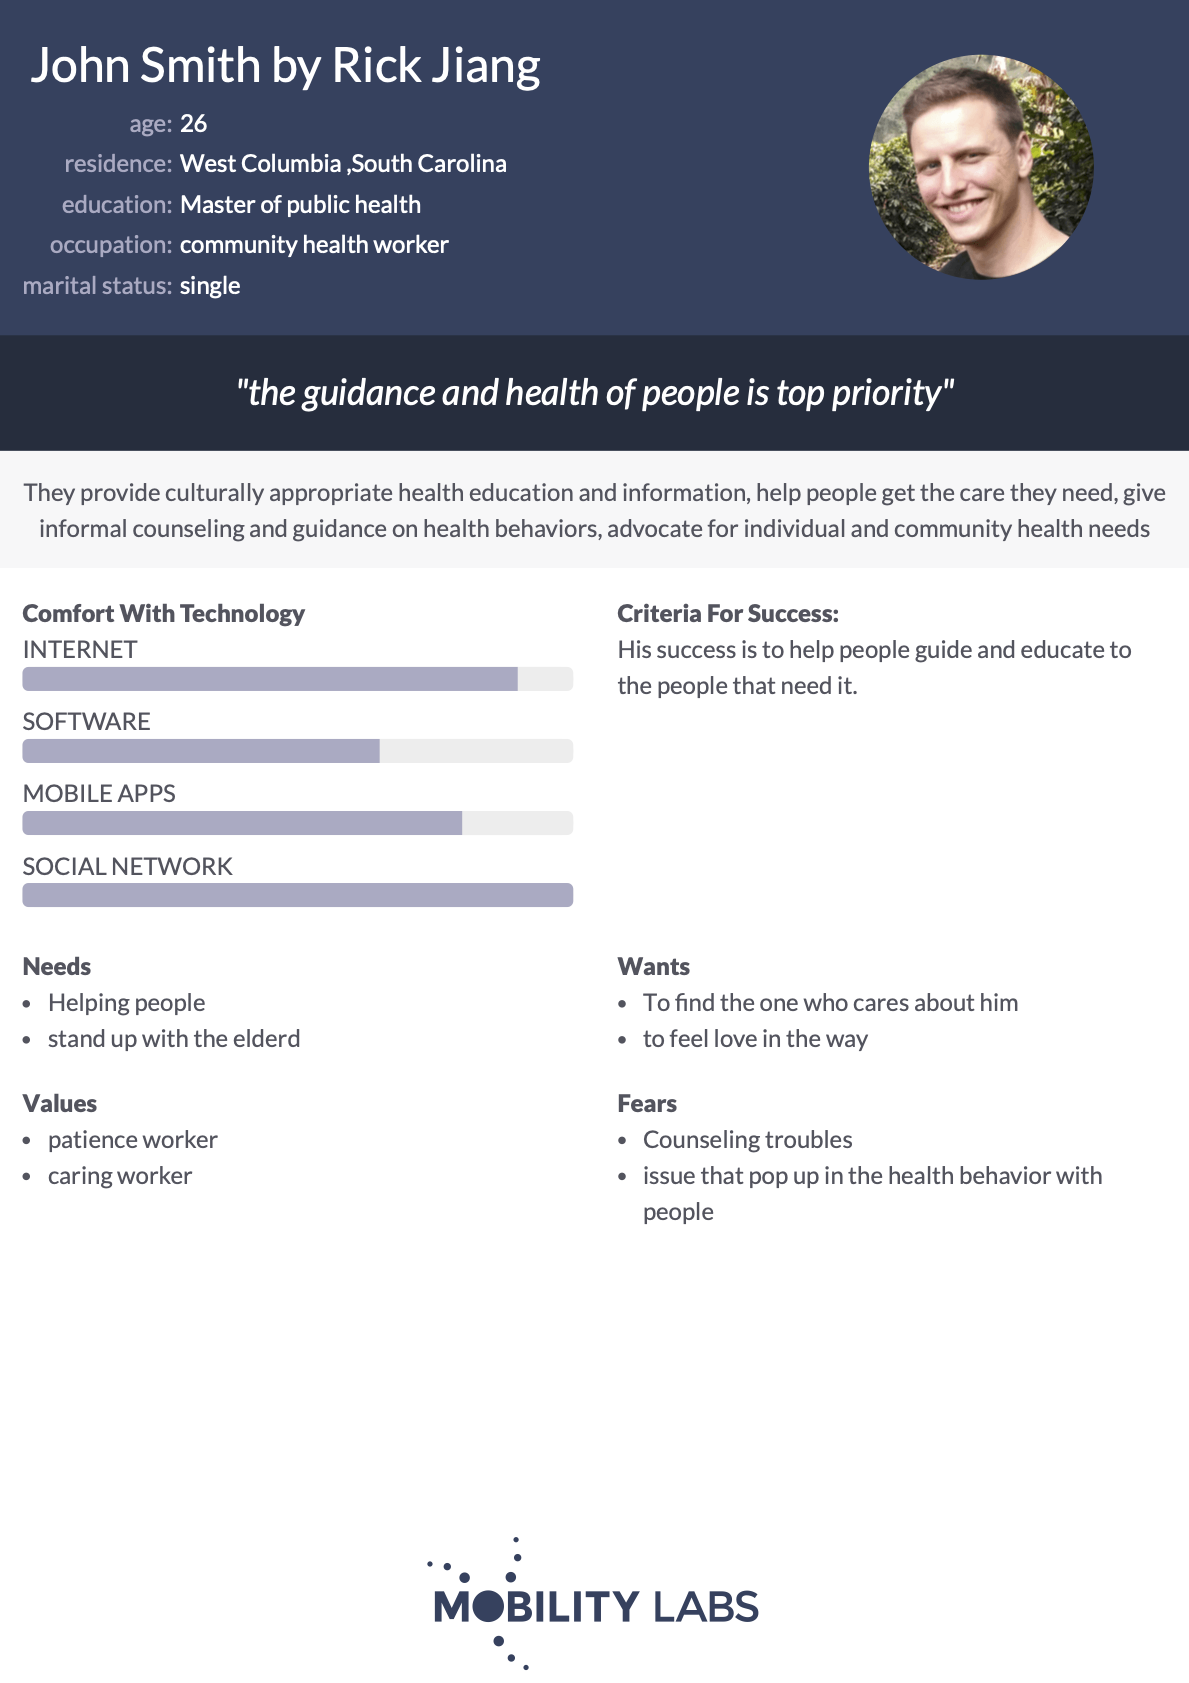 John Smith by Rick Jiang
age: 26
residence: West Columbia ,South Carolina
education: Master of public health
occupation: community health worker
marital status: single
"the guidance and health of people is top priority"
They provide culturally appropriate health education and information, help people get the care they need, give
informal counseling and guidance on health behaviors, advocate for individual and community health needs
Comfort With Technology
INTERNET
SOFTWARE
MOBILE APPS
SOCIAL NETWORK
Criteria For Success:
His success is to help people guide and educate to
the people that need it.
Needs
• Helping people
• stand up with the elderd
Wants
• To find the one who cares about him
• to feel love in the way
Values
• patience worker
• caring worker
Fears
• Counseling troubles
• issue that pop up in the health behavior with
people
MOBILITY LABS